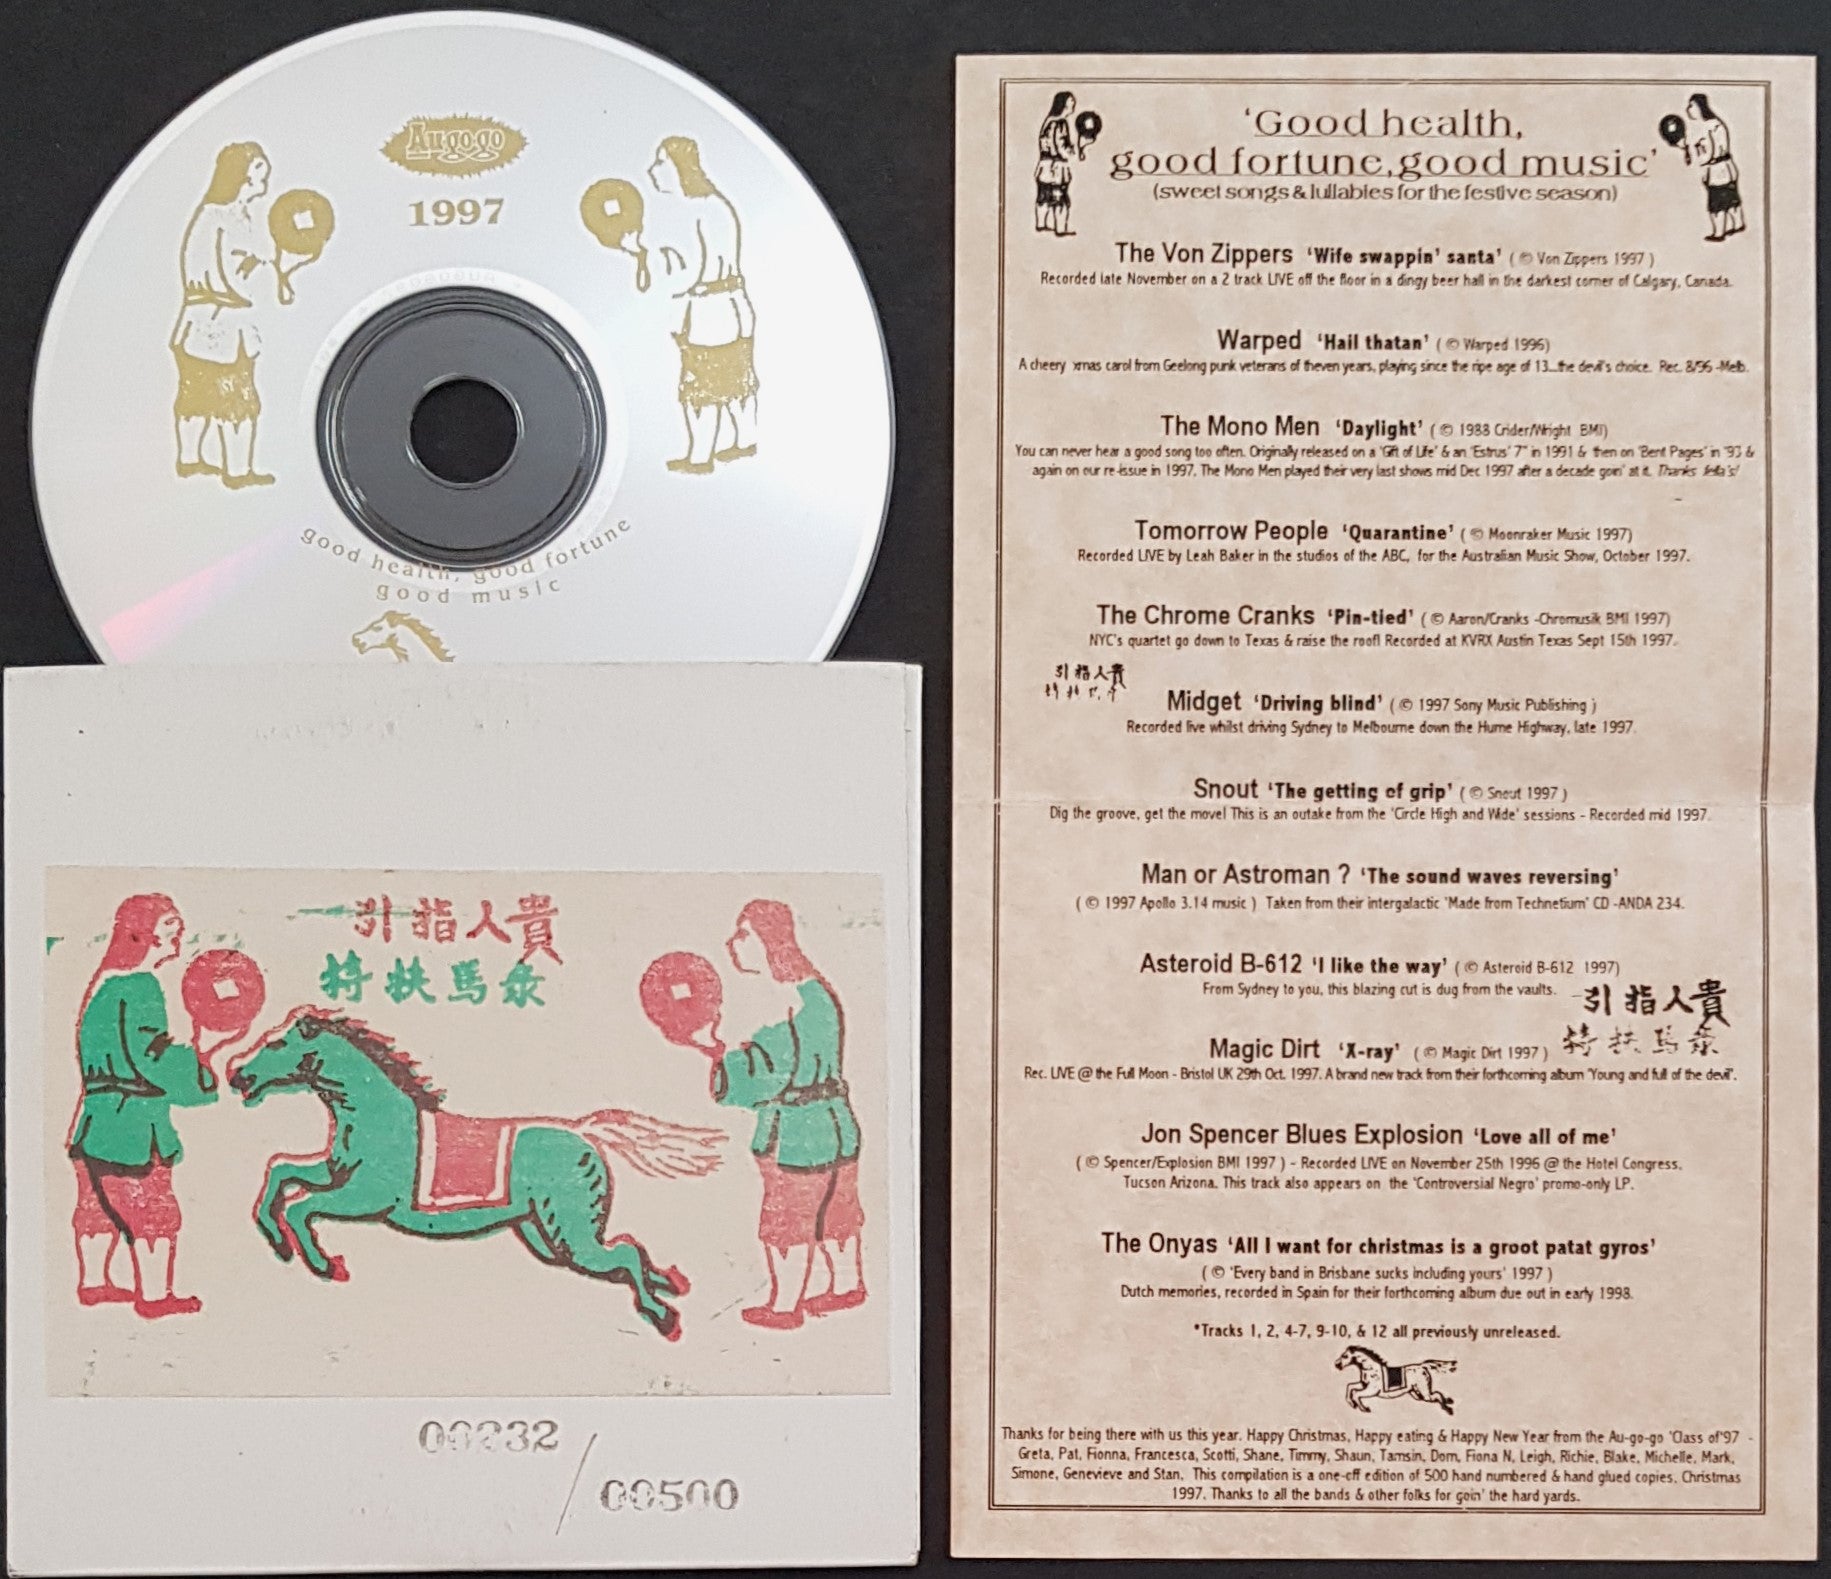 Augogo
1997
good health, good fortune
good music
引指人貴
扶馬
00232
/
00500
'Good health,
good fortune, good music'
(sweet songs & lullabies for the festive season)
The Von Zippers 'Wife swappin' santa' ( © Von Zippers 1997 )
Recorded late November on a 2 track LIVE off the floor in a dingy beer hall in the darkest corner of Calgary, Canada.
Warped 'Hail thatan' ( © Warped 1996)
A cheery xmas carol from Geelong punk veterans of theven years, playing since the ripe age of 13...the devil's choice. Rec. 8/96 -Melb.
The Mono Men 'Daylight' ( © 1988 Crider/Wright BMI)
You can never hear a good song too often. Originally released on a 'Gift of Life' & an 'Estrus' 7" in 1991 & then on 'Bent Pages' in '93 &
again on our re-issue in 1997. The Mono Men played their very last shows mid Dec 1997 after a decade goin' at it. Thanks fella's!
Tomorrow People 'Quarantine' ( © Moonraker Music 1997)
Recorded LIVE by Leah Baker in the studios of the ABC, for the Australian Music Show, October 1997.
The Chrome Cranks 'Pin-tied' ( © Aaron/Cranks -Chromusik BMI 1997)
NYC's quartet go down to Texas & raise the roof! Recorded at KVRX Austin Texas Sept 15th 1997.
引指人貴
Midget 'Driving blind' ( © 1997 Sony Music Publishing )
Recorded live whilst driving Sydney to Melbourne down the Hume Highway, late 1997.
Snout 'The getting of grip' ( © Snout 1997 )
Dig the groove, get the move! This is an outake from the 'Circle High and Wide' sessions - Recorded mid 1997.
Man or Astroman ? 'The sound waves reversing'
( © 1997 Apollo 3.14 music ) Taken from their intergalactic 'Made from Technetium' CD -ANDA 234.
Asteroid B-612 'I like the way' ( © Asteroid B-612 1997)
From Sydney to you, this blazing cut is dug from the vaults.
引指人貴
扶馬
Magic Dirt 'X-ray' ( © Magic Dirt 1997 )
Rec. LIVE @ the Full Moon - Bristol UK 29th Oct. 1997. A brand new track from their forthcoming album 'Young and full of the devil'.
Jon Spencer Blues Explosion 'Love all of me'
( © Spencer/Explosion BMI 1997 ) - Recorded LIVE on November 25th 1996 @ the Hotel Congress.
Tucson Arizona. This track also appears on the 'Controversial Negro' promo-only LP.
The Onyas 'All I want for christmas is a groot patat gyros'
( © 'Every band in Brisbane sucks including yours' 1997 )
Dutch memories, recorded in Spain for their forthcoming album due out in early 1998.
*Tracks 1, 2, 4-7, 9-10, & 12 all previously unreleased.
Thanks for being there with us this year. Happy Christmas, Happy eating & Happy New Year from the Au-go-go 'Class of'97 -
Greta, Pat, Fionna, Francesca, Scotti, Shane, Timmy, Shaun, Tamsin, Dom, Fiona N, Leigh, Richie, Blake, Michelle, Mark,
Simone, Genevieve and Stan. This compilation is a one-off edition of 500 hand numbered & hand glued copies. Christmas
1997. Thanks to all the bands & other folks for goin' the hard yards.